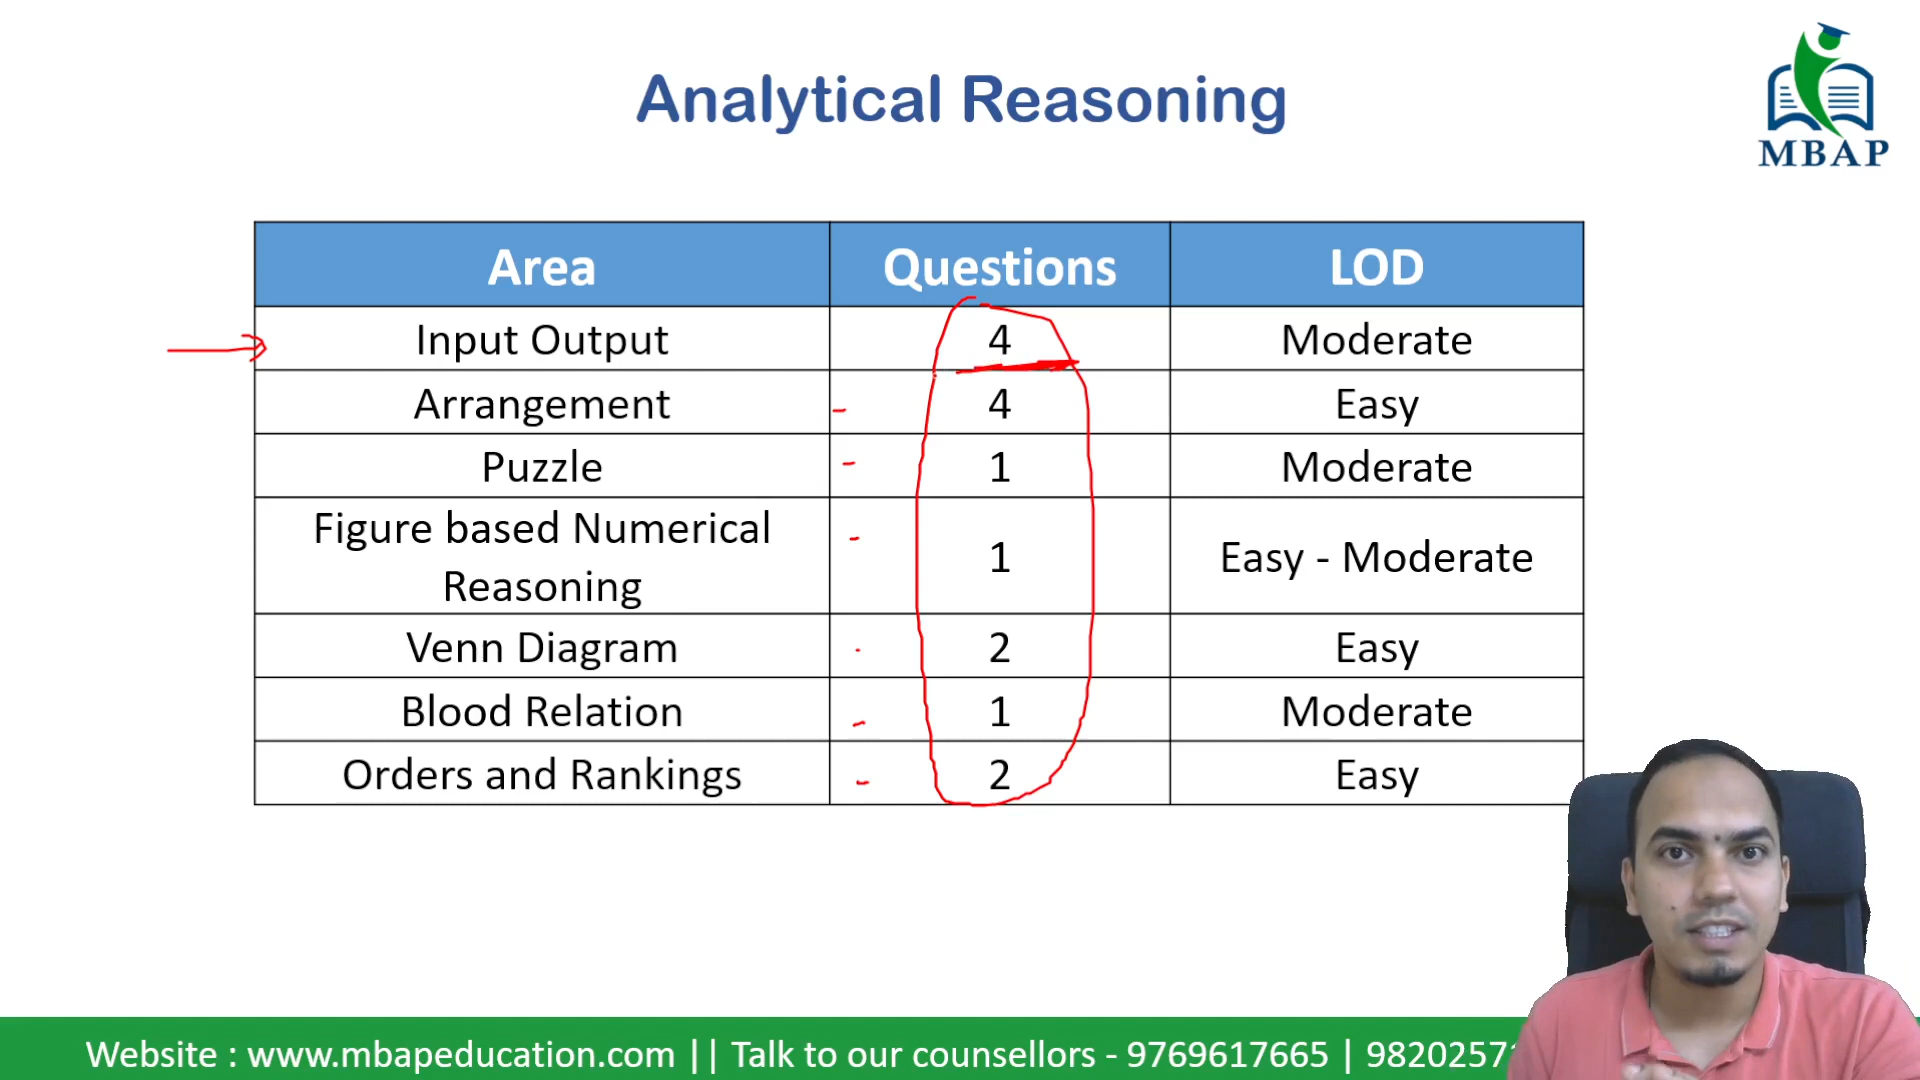 Analytical Reasoning
MBAP
Area Questions LOD
Input Output 4 Moderate
Arrangement 4 Easy
Puzzle 1 Moderate
Figure based Numerical
Reasoning 1 Easy - Moderate
Venn Diagram 2 Easy
Blood Relation 1 Moderate
Orders and Rankings 2 Easy
Website : www.mbapeducation.com || Talk to our counsellors - 9769617665 | 9820257